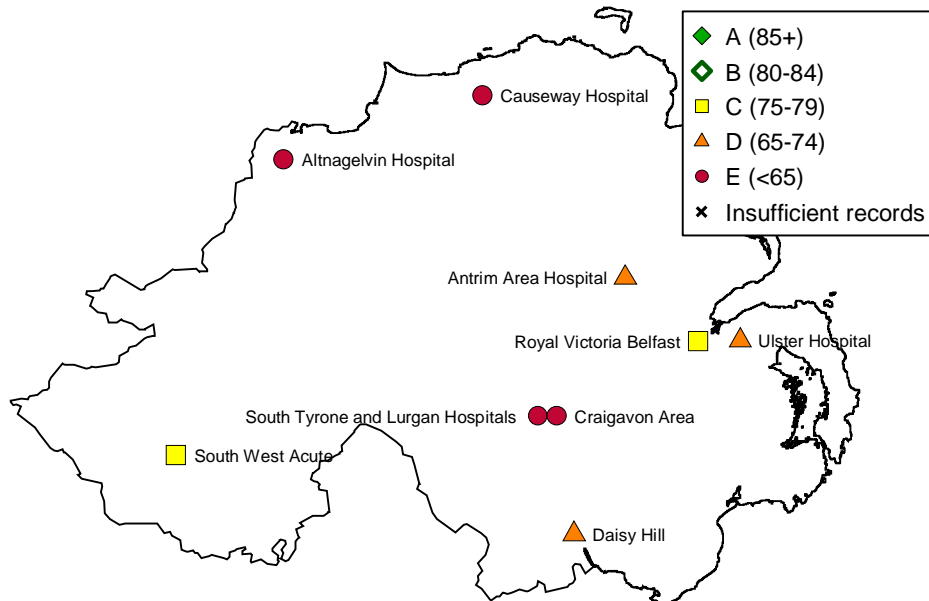 A (85+)
B (80-84)
C (75-79)
D (65-74)
E (<65)
Insufficient records
Causeway Hospital
Altnagelvin Hospital
Antrim Area Hospital
Royal Victoria Belfast
Ulster Hospital
South Tyrone and Lurgan Hospitals
Craigavon Area
South West Acute
Daisy Hill